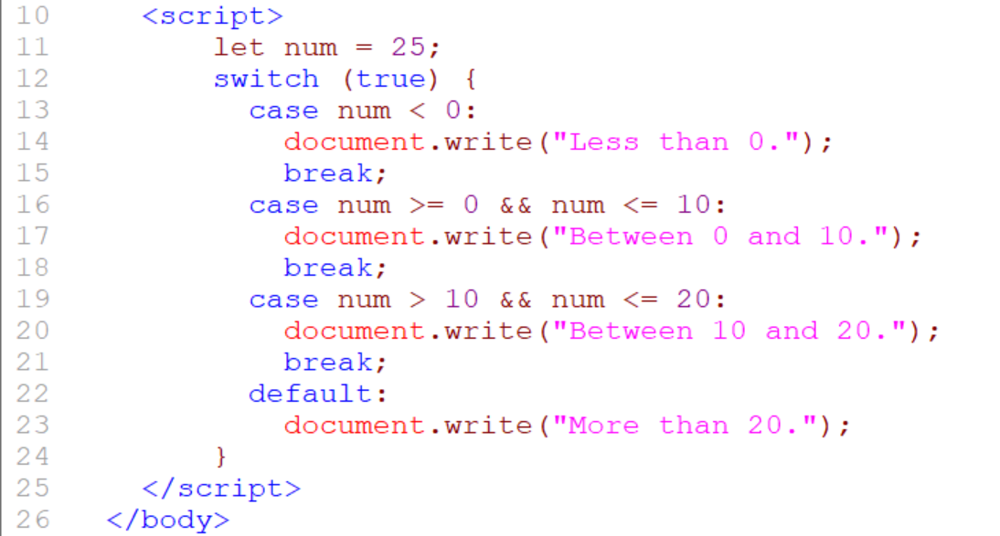 10 <script>
11 let num = 25;
12 switch (true) {
13 case num < 0:
14 document.write("Less than 0.");
15 break;
16 case num >= 0 && num <= 10:
17 document.write("Between 0 and 10.");
18 break;
19 case num > 10 && num <= 20:
20 document.write("Between 10 and 20.");
21 break;
22 default:
23 document.write("More than 20.");
24 }
25 </script>
26 </body>